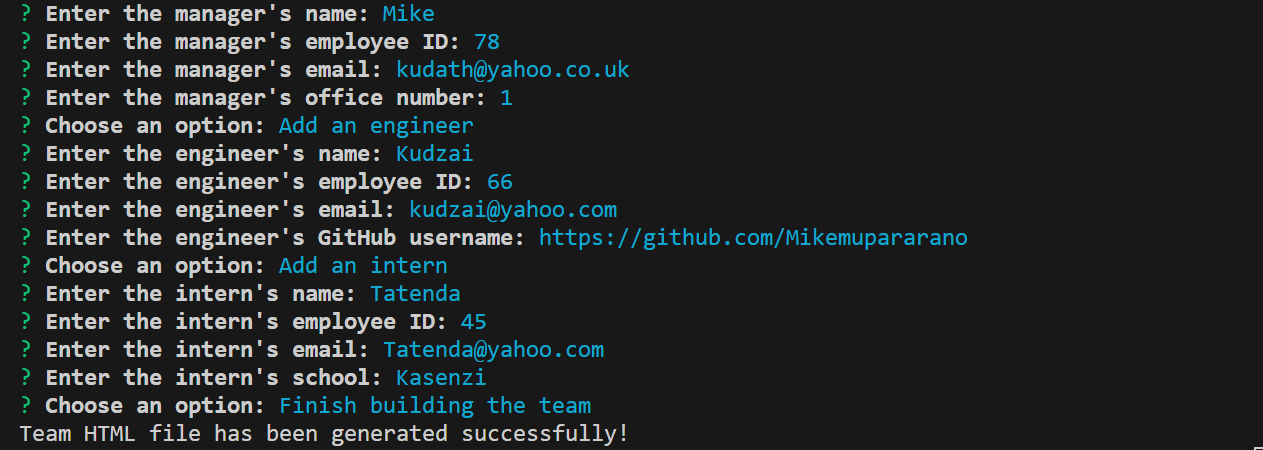 ? Enter the manager's name: Mike
? Enter the manager's employee ID: 78
? Enter the manager's email: kudath@yahoo.co.uk
? Enter the manager's office number: 1
? Choose an option: Add an engineer
? Enter the engineer's name: Kudzai
? Enter the engineer's employee ID: 66
? Enter the engineer's email: kudzai@yahoo.com
? Enter the engineer's GitHub username: https://github.com/Mikemupararano
? Choose an option: Add an intern
? Enter the intern's name: Tatenda
? Enter the intern's employee ID: 45
? Enter the intern's email: Tatenda@yahoo.com
? Enter the intern's school: Kasenzi
? Choose an option: Finish building the team
Team HTML file has been generated successfully!